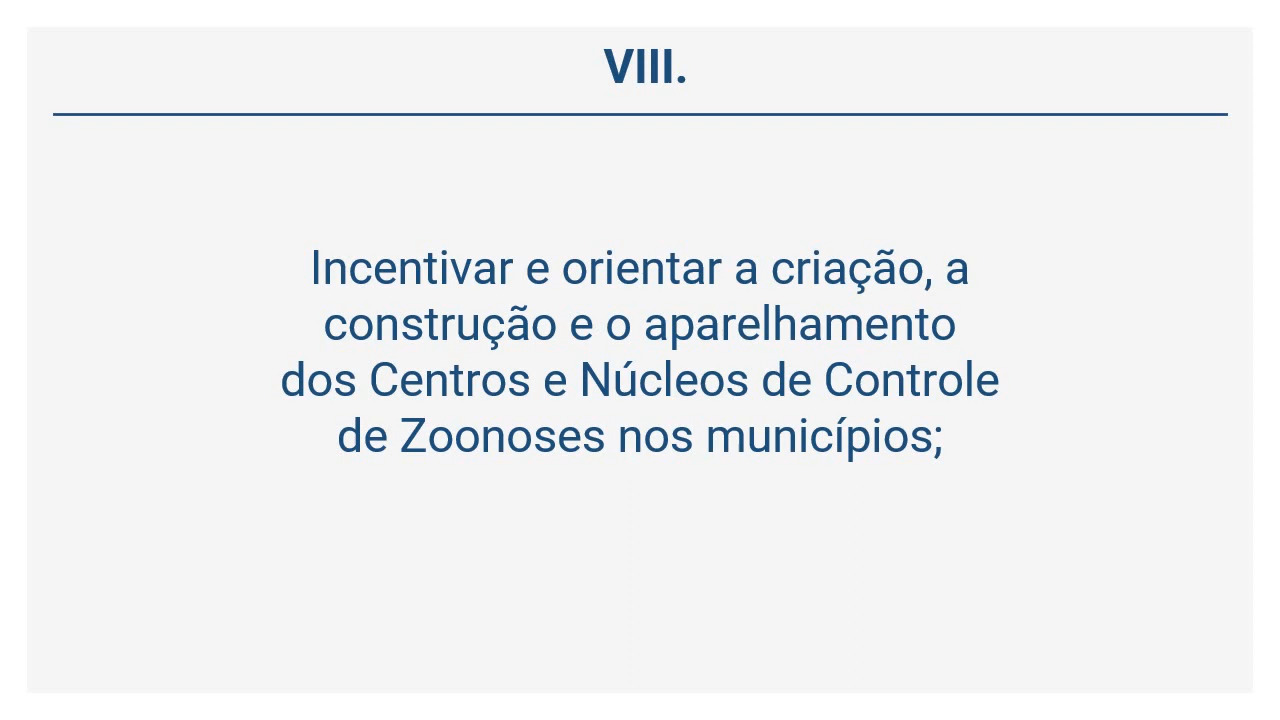 VIII.
Incentivar e orientar a criação, a
construção e o aparelhamento
dos Centros e Núcleos de Controle
de Zoonoses nos municípios;